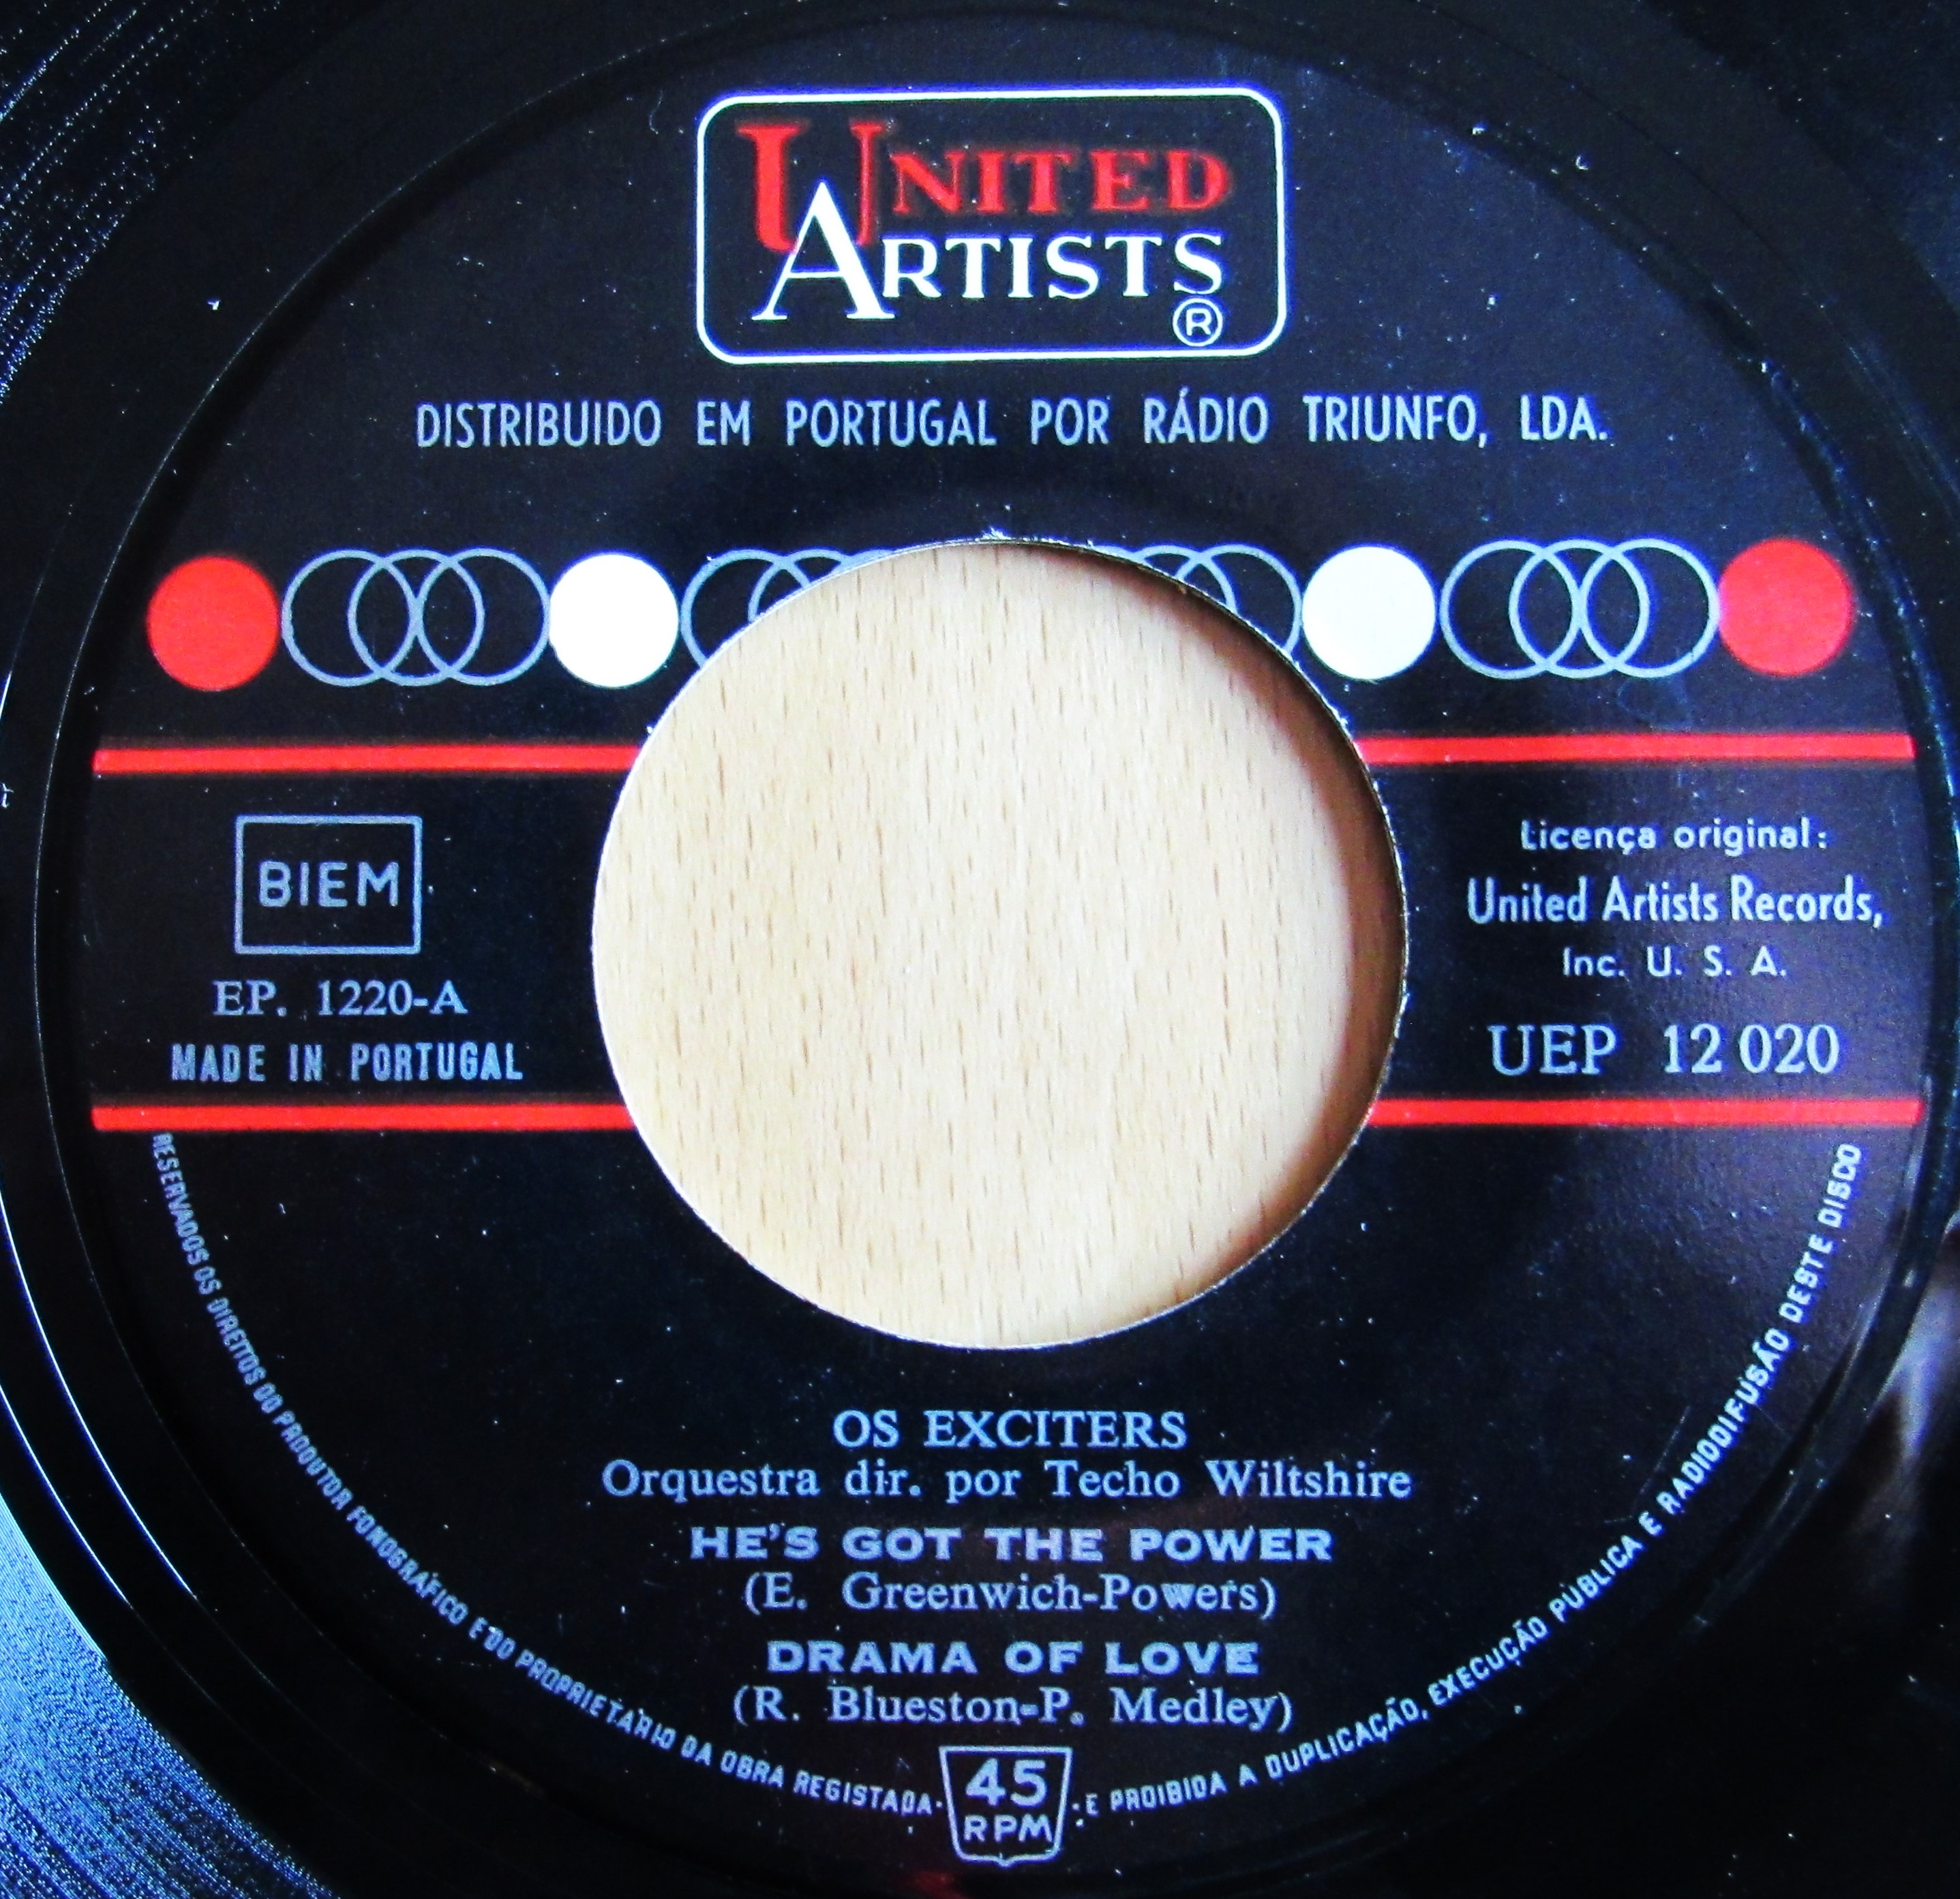 UNITED
ARTISTS
®
DISTRIBUIDO EM PORTUGAL POR RÁDIO TRIUNFO, LDA.
BIEM
EP. 1220-A
MADE IN PORTUGAL
Licença original:
United Artists Records,
Inc. U. S. A.
UEP 12 020
OS EXCITERS
Orquestra dir. por Techo Wiltshire
HE'S GOT THE POWER
(E. Greenwich-Powers)
DRAMA OF LOVE
(R. Blueston-P. Medley)
45
RPM
RESERVADOS OS DIREITOS DO PRODUTOR FONOGRÁFICO E DO PROPRIETÁRIO DA OBRA REGISTADA · É PROIBIDA A DUPLICAÇÃO, EXECUÇÃO PÚBLICA E RADIODIFUSÃO DESTE DISCO